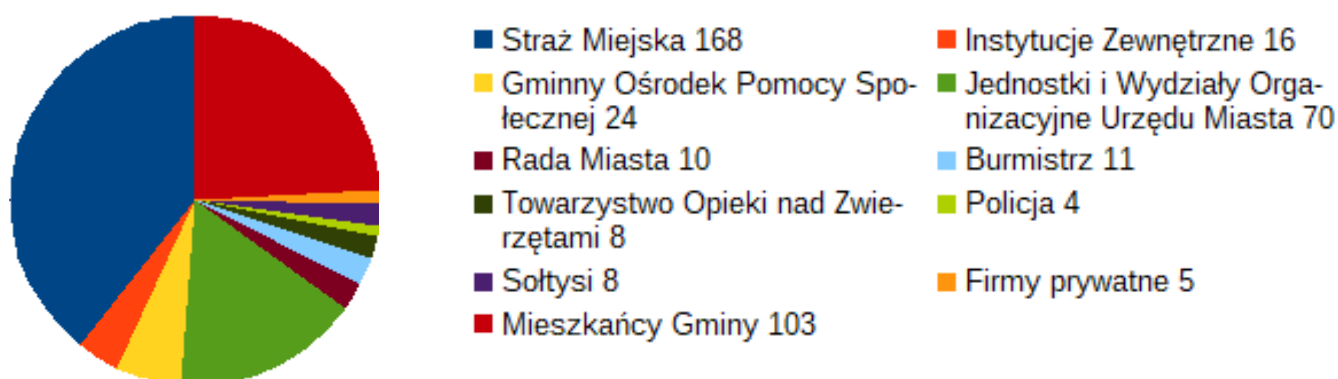 Straż Miejska 168
Instytucje Zewnętrzne 16
Gminny Ośrodek Pomocy Spo-
łecznej 24
Jednostki i Wydziały Orga-
nizacyjne Urzędu Miasta 70
Rada Miasta 10
Burmistrz 11
Towarzystwo Opieki nad Zwie-
rzętami 8
Policja 4
Sołtysi 8
Firmy prywatne 5
Mieszkańcy Gminy 103